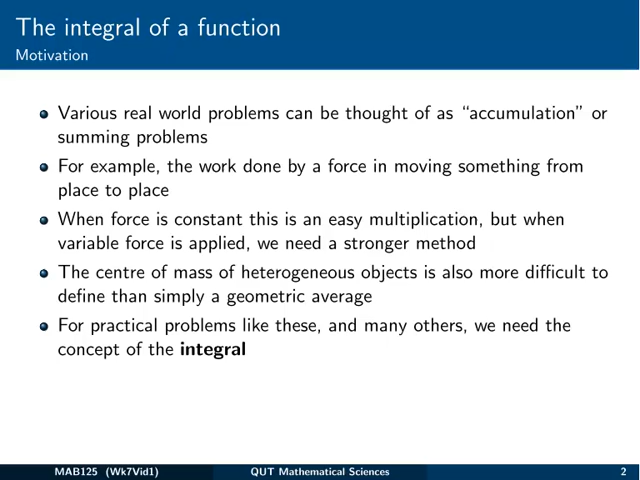 The integral of a function
Motivation
Various real world problems can be thought of as “accumulation” or
summing problems
For example, the work done by a force in moving something from
place to place
When force is constant this is an easy multiplication, but when
variable force is applied, we need a stronger method
The centre of mass of heterogeneous objects is also more difficult to
define than simply a geometric average
For practical problems like these, and many others, we need the
concept of the integral
MAB125 (Wk7Vid1) QUT Mathematical Sciences 2